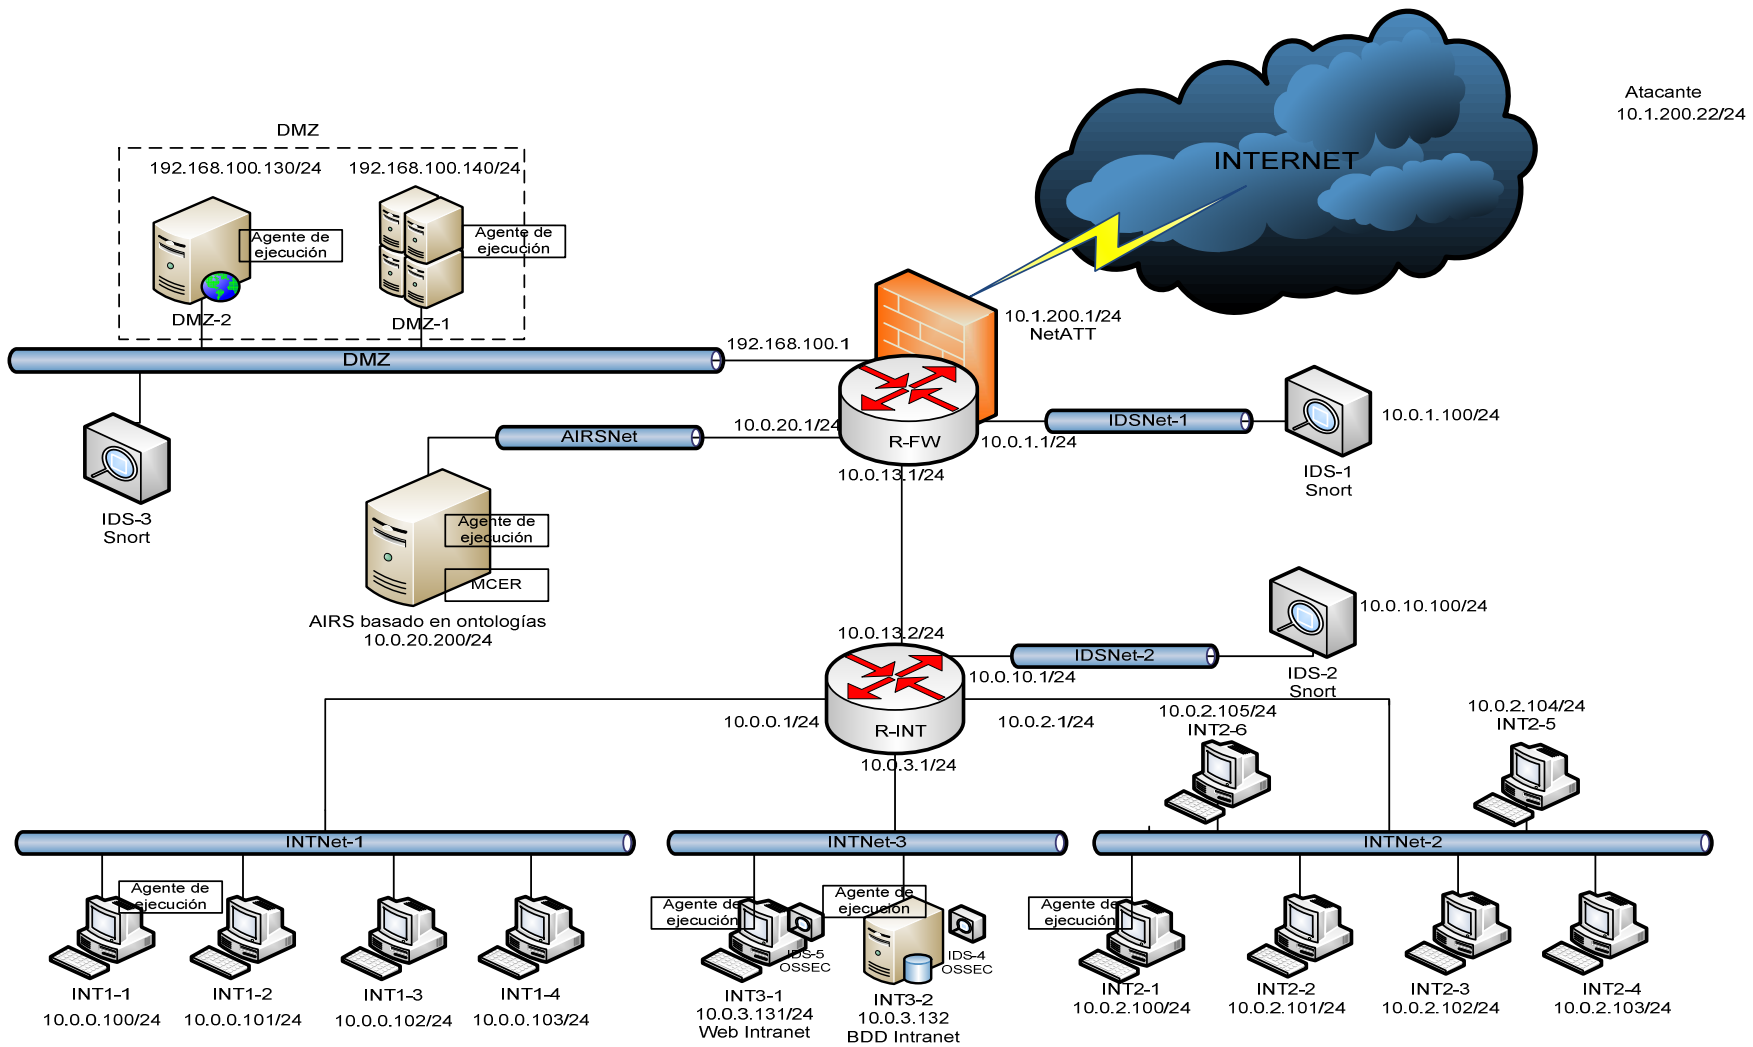 Atacante
10.1.200.22/24
INTERNET
DMZ
192.168.100.130/24
192.168.100.140/24
Agente de
ejecución
Agente de
ejecución
DMZ-2
DMZ-1
10.1.200.1/24
NetATT
192.168.100.1
DMZ
10.0.20.1/24
AIRSNet
R-FW
10.0.1.1/24
IDSNet-1
10.0.1.100/24
IDS-1
Snort
10.0.13.1/24
IDS-3
Snort
Agente de
ejecución
MCER
AIRS basado en ontologías
10.0.20.200/24
10.0.13.2/24
IDSNet-2
10.0.10.100/24
10.0.10.1/24
IDS-2
Snort
10.0.0.1/24
R-INT
10.0.2.1/24
10.0.3.1/24
10.0.2.105/24
INT2-6
10.0.2.104/24
INT2-5
INTNet-1
INTNet-3
INTNet-2
Agente de
ejecución
Agente de
ejecución
Agente de
ejecución
Agente de
ejecución
IDS-5
OSSEC
IDS-4
OSSEC
INT1-1
10.0.0.100/24
INT1-2
10.0.0.101/24
INT1-3
10.0.0.102/24
INT1-4
10.0.0.103/24
INT3-1
10.0.3.131/24
Web Intranet
INT3-2
10.0.3.132
BDD Intranet
INT2-1
10.0.2.100/24
INT2-2
10.0.2.101/24
INT2-3
10.0.2.102/24
INT2-4
10.0.2.103/24